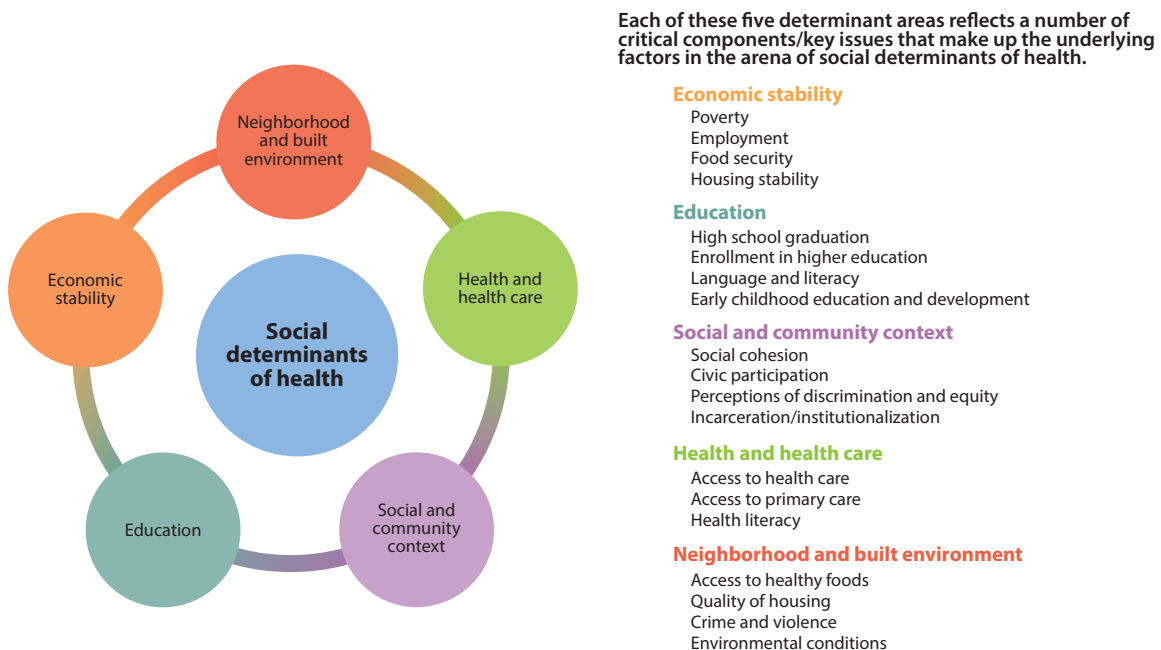 Neighborhood
and built
environment
Economic
stability
Health and
health care
Social
determinants
of health
Education
Social and
community
context
Each of these five determinant areas reflects a number of
critical components/key issues that make up the underlying
factors in the arena of social determinants of health.
Economic stability
Poverty
Employment
Food security
Housing stability
Education
High school graduation
Enrollment in higher education
Language and literacy
Early childhood education and development
Social and community context
Social cohesion
Civic participation
Perceptions of discrimination and equity
Incarceration/institutionalization
Health and health care
Access to health care
Access to primary care
Health literacy
Neighborhood and built environment
Access to healthy foods
Quality of housing
Crime and violence
Environmental conditions